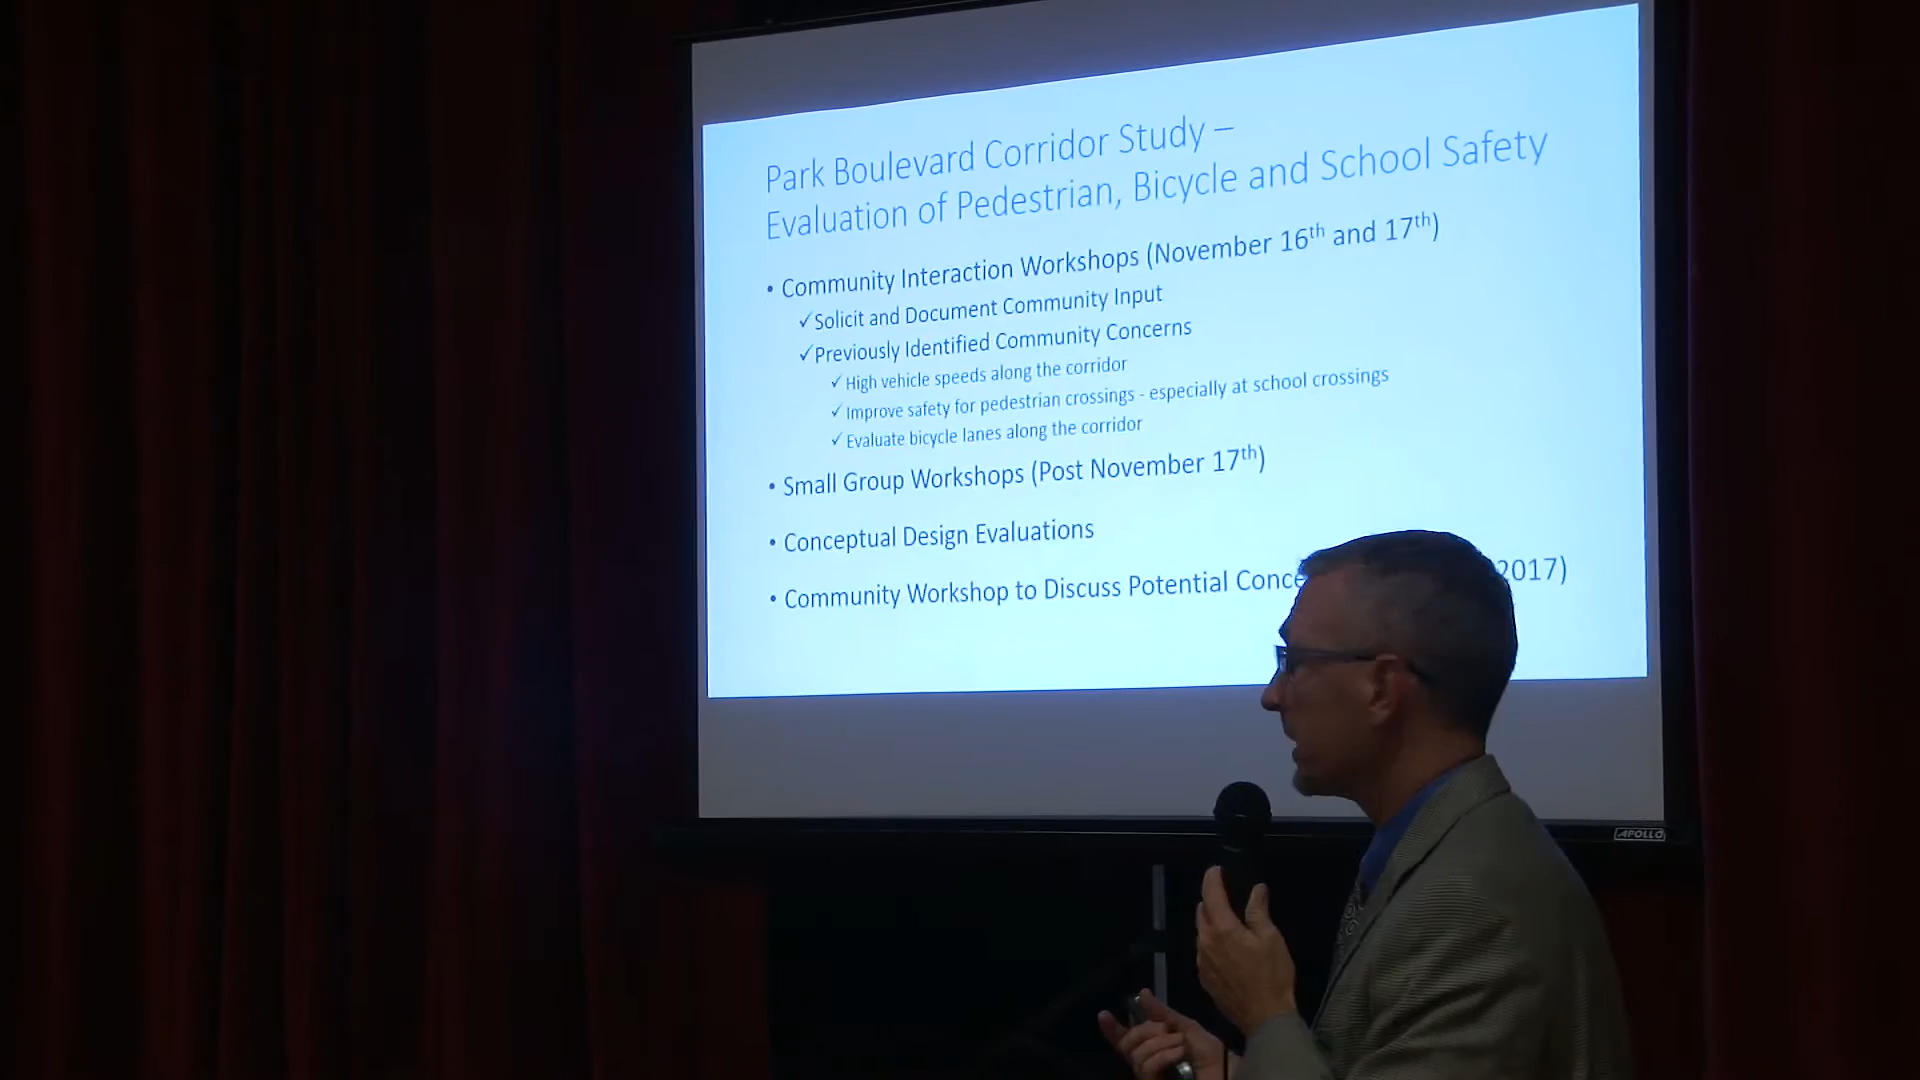 Park Boulevard Corridor Study –
Evaluation of Pedestrian, Bicycle and School Safety
• Community Interaction Workshops (November 16th and 17th)
✓Solicit and Document Community Input
✓Previously Identified Community Concerns
✓High vehicle speeds along the corridor
✓Improve safety for pedestrian crossings - especially at school crossings
✓Evaluate bicycle lanes along the corridor
• Small Group Workshops (Post November 17th)
• Conceptual Design Evaluations
• Community Workshop to Discuss Potential 2017)
APOLLO